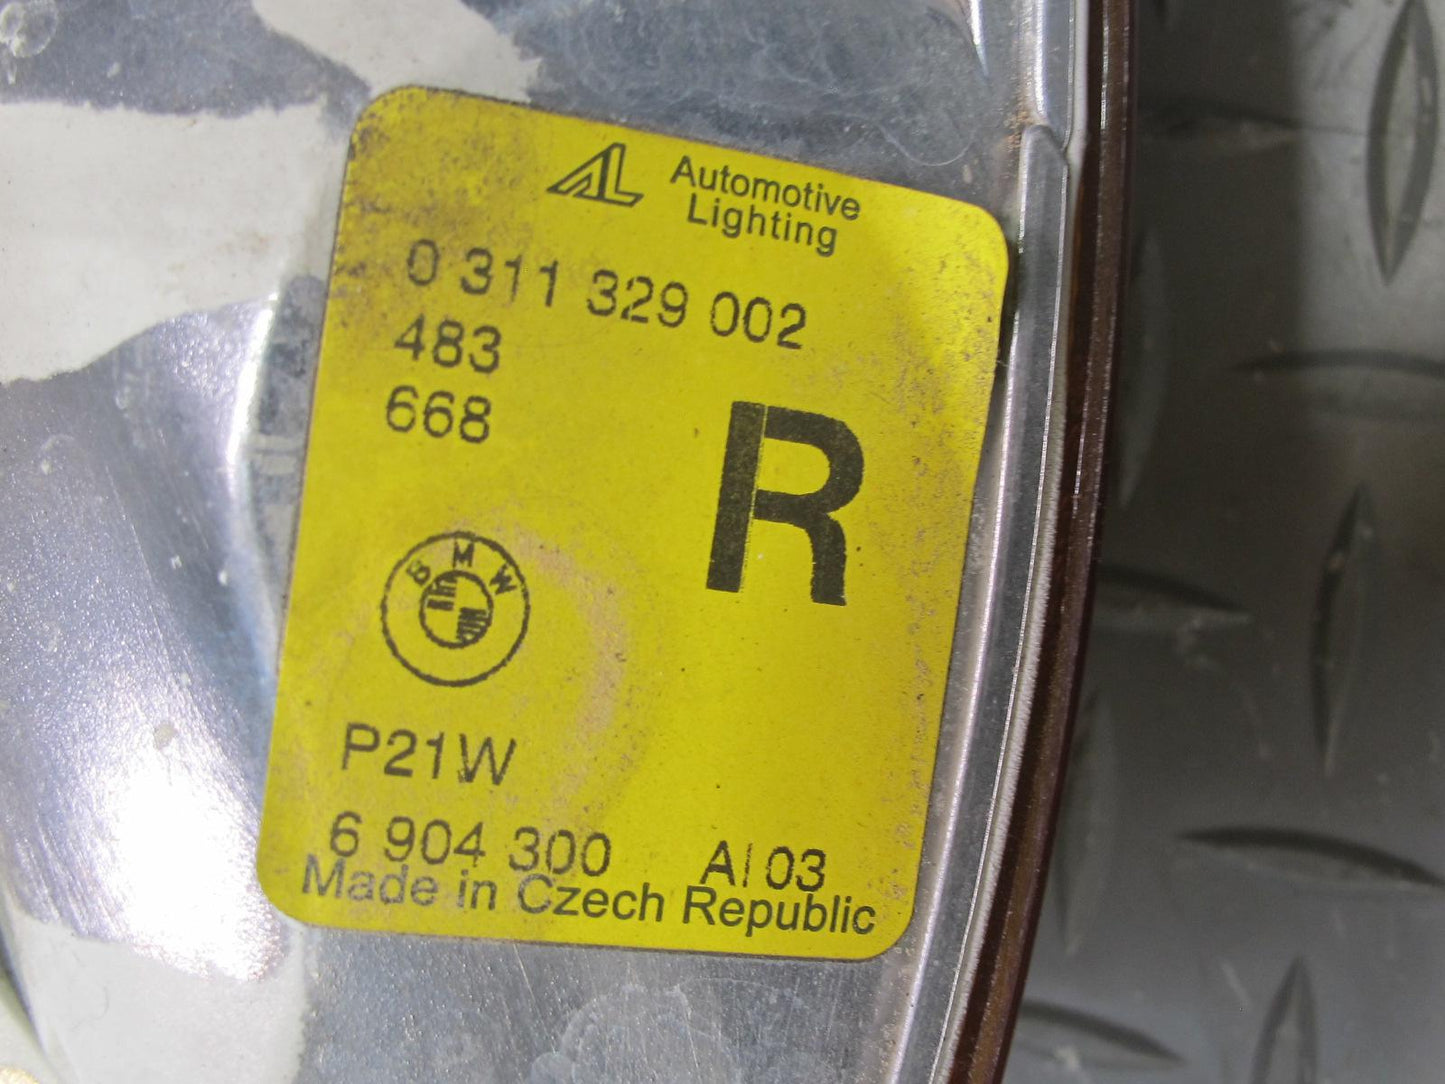 AL Automotive
Lighting
0 311 329 002
483
668
R
BMW
P21W
6 904 300 AI 03
Made in Czech Republic